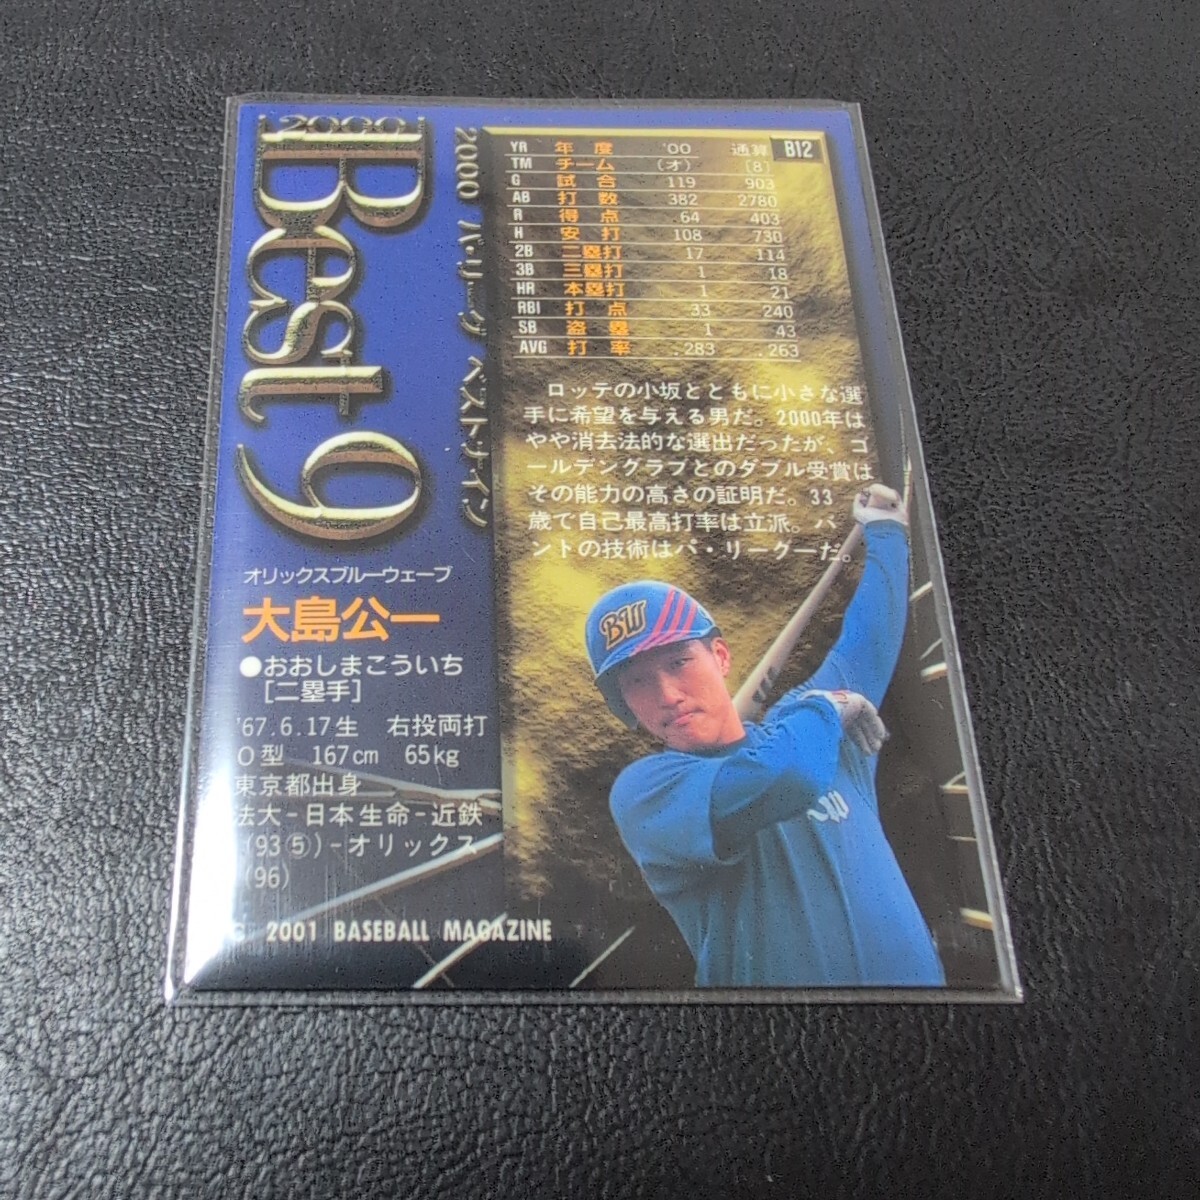 2000
Best 9
2000 パ・リーグ ベストナイン
B12
YR 年度 '00 通算
TM チーム (オ) [8]
G 試合 119 903
AB 打数 382 2780
R 得点 64 403
H 安打 108 730
2B 二塁打 17 114
3B 三塁打 1 18
HR 本塁打 1 21
RBI 打点 33 240
SB 盗塁 1 43
AVG 打率 .283 .263
ロッテの小坂とともに小さな選
手に希望を与える男だ。2000年は
やや消去法的な選出だったが、ゴ
ールデングラブとのダブル受賞は
その能力の高さの証明だ。33
歳で自己最高打率は立派。バ
ントの技術はパ・リーグ一だ。
オリックスブルーウェーブ
大島公一
●おおしまこういち
[二塁手]
'67.6.17生 右投両打
O型 167cm 65kg
東京都出身
法大-日本生命-近鉄
(93⑤)-オリックス
(96)
2001 BASEBALL MAGAZINE
BW